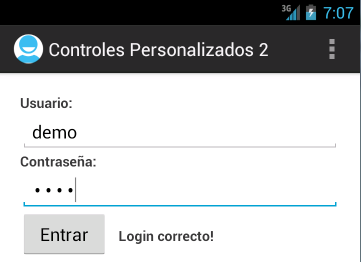 3G 7:07
Controles Personalizados 2
Usuario:
demo
Contraseña:
••••
Entrar Login correcto!